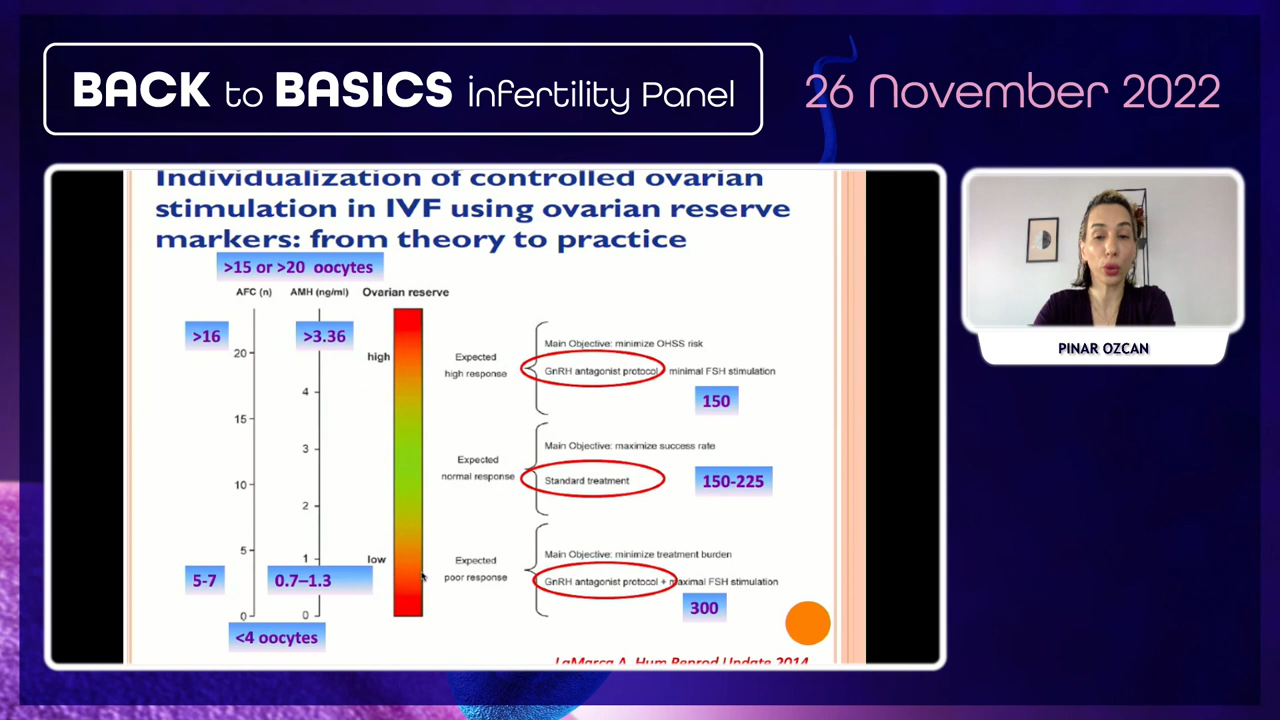 BACK to BASICS infertility Panel
26 November 2022
Individualization of controlled ovarian
stimulation in IVF using ovarian reserve
markers: from theory to practice
>15 or >20 oocytes
AFC (n) AMH (ng/ml) Ovarian reserve
>16
>3.36
20
15
10
5
0
4
3
2
1
0
high
low
Expected
high response
Main Objective: minimize OHSS risk
GnRH antagonist protocol minimal FSH stimulation
150
Expected
normal response
Main Objective: maximize success rate
Standard treatment
150-225
Expected
poor response
Main Objective: minimize treatment burden
GnRH antagonist protocol + maximal FSH stimulation
300
5-7
0.7–1.3
<4 oocytes
LaMarca A, Hum Reprod Update 2014
PINAR OZCAN